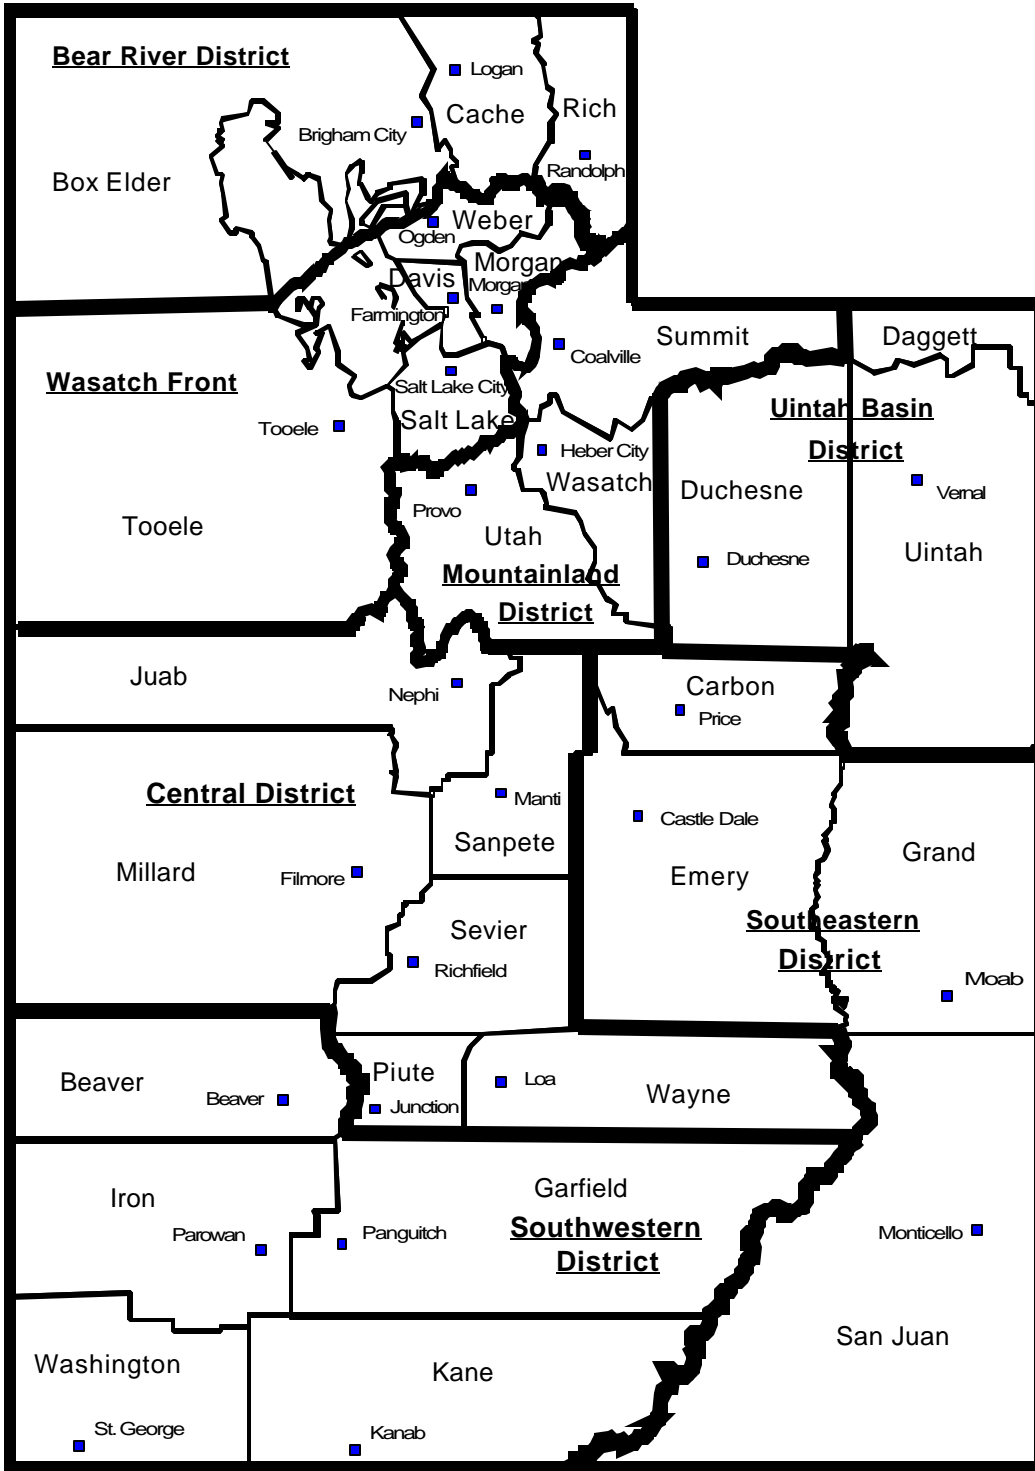 Bear River District
Logan
Cache
Rich
Brigham City
Box Elder
Randolph
Weber
Ogden
Morgan
Davis
Morgan
Farmington
Summit
Daggett
Coalville
Wasatch Front
Salt Lake City
Uintah Basin
District
Salt Lake
Tooele
Heber City
Wasatch
Duchesne
Vernal
Provo
Tooele
Utah
Uintah
Duchesne
Mountainland
District
Juab
Nephi
Carbon
Price
Central District
Manti
Castle Dale
Sanpete
Grand
Millard
Filmore
Emery
Sevier
Southeastern
District
Richfield
Moab
Beaver
Beaver
Piute
Junction
Loa
Wayne
Iron
Garfield
Parowan
Panguitch
Southwestern
District
Monticello
San Juan
Washington
Kane
St. George
Kanab